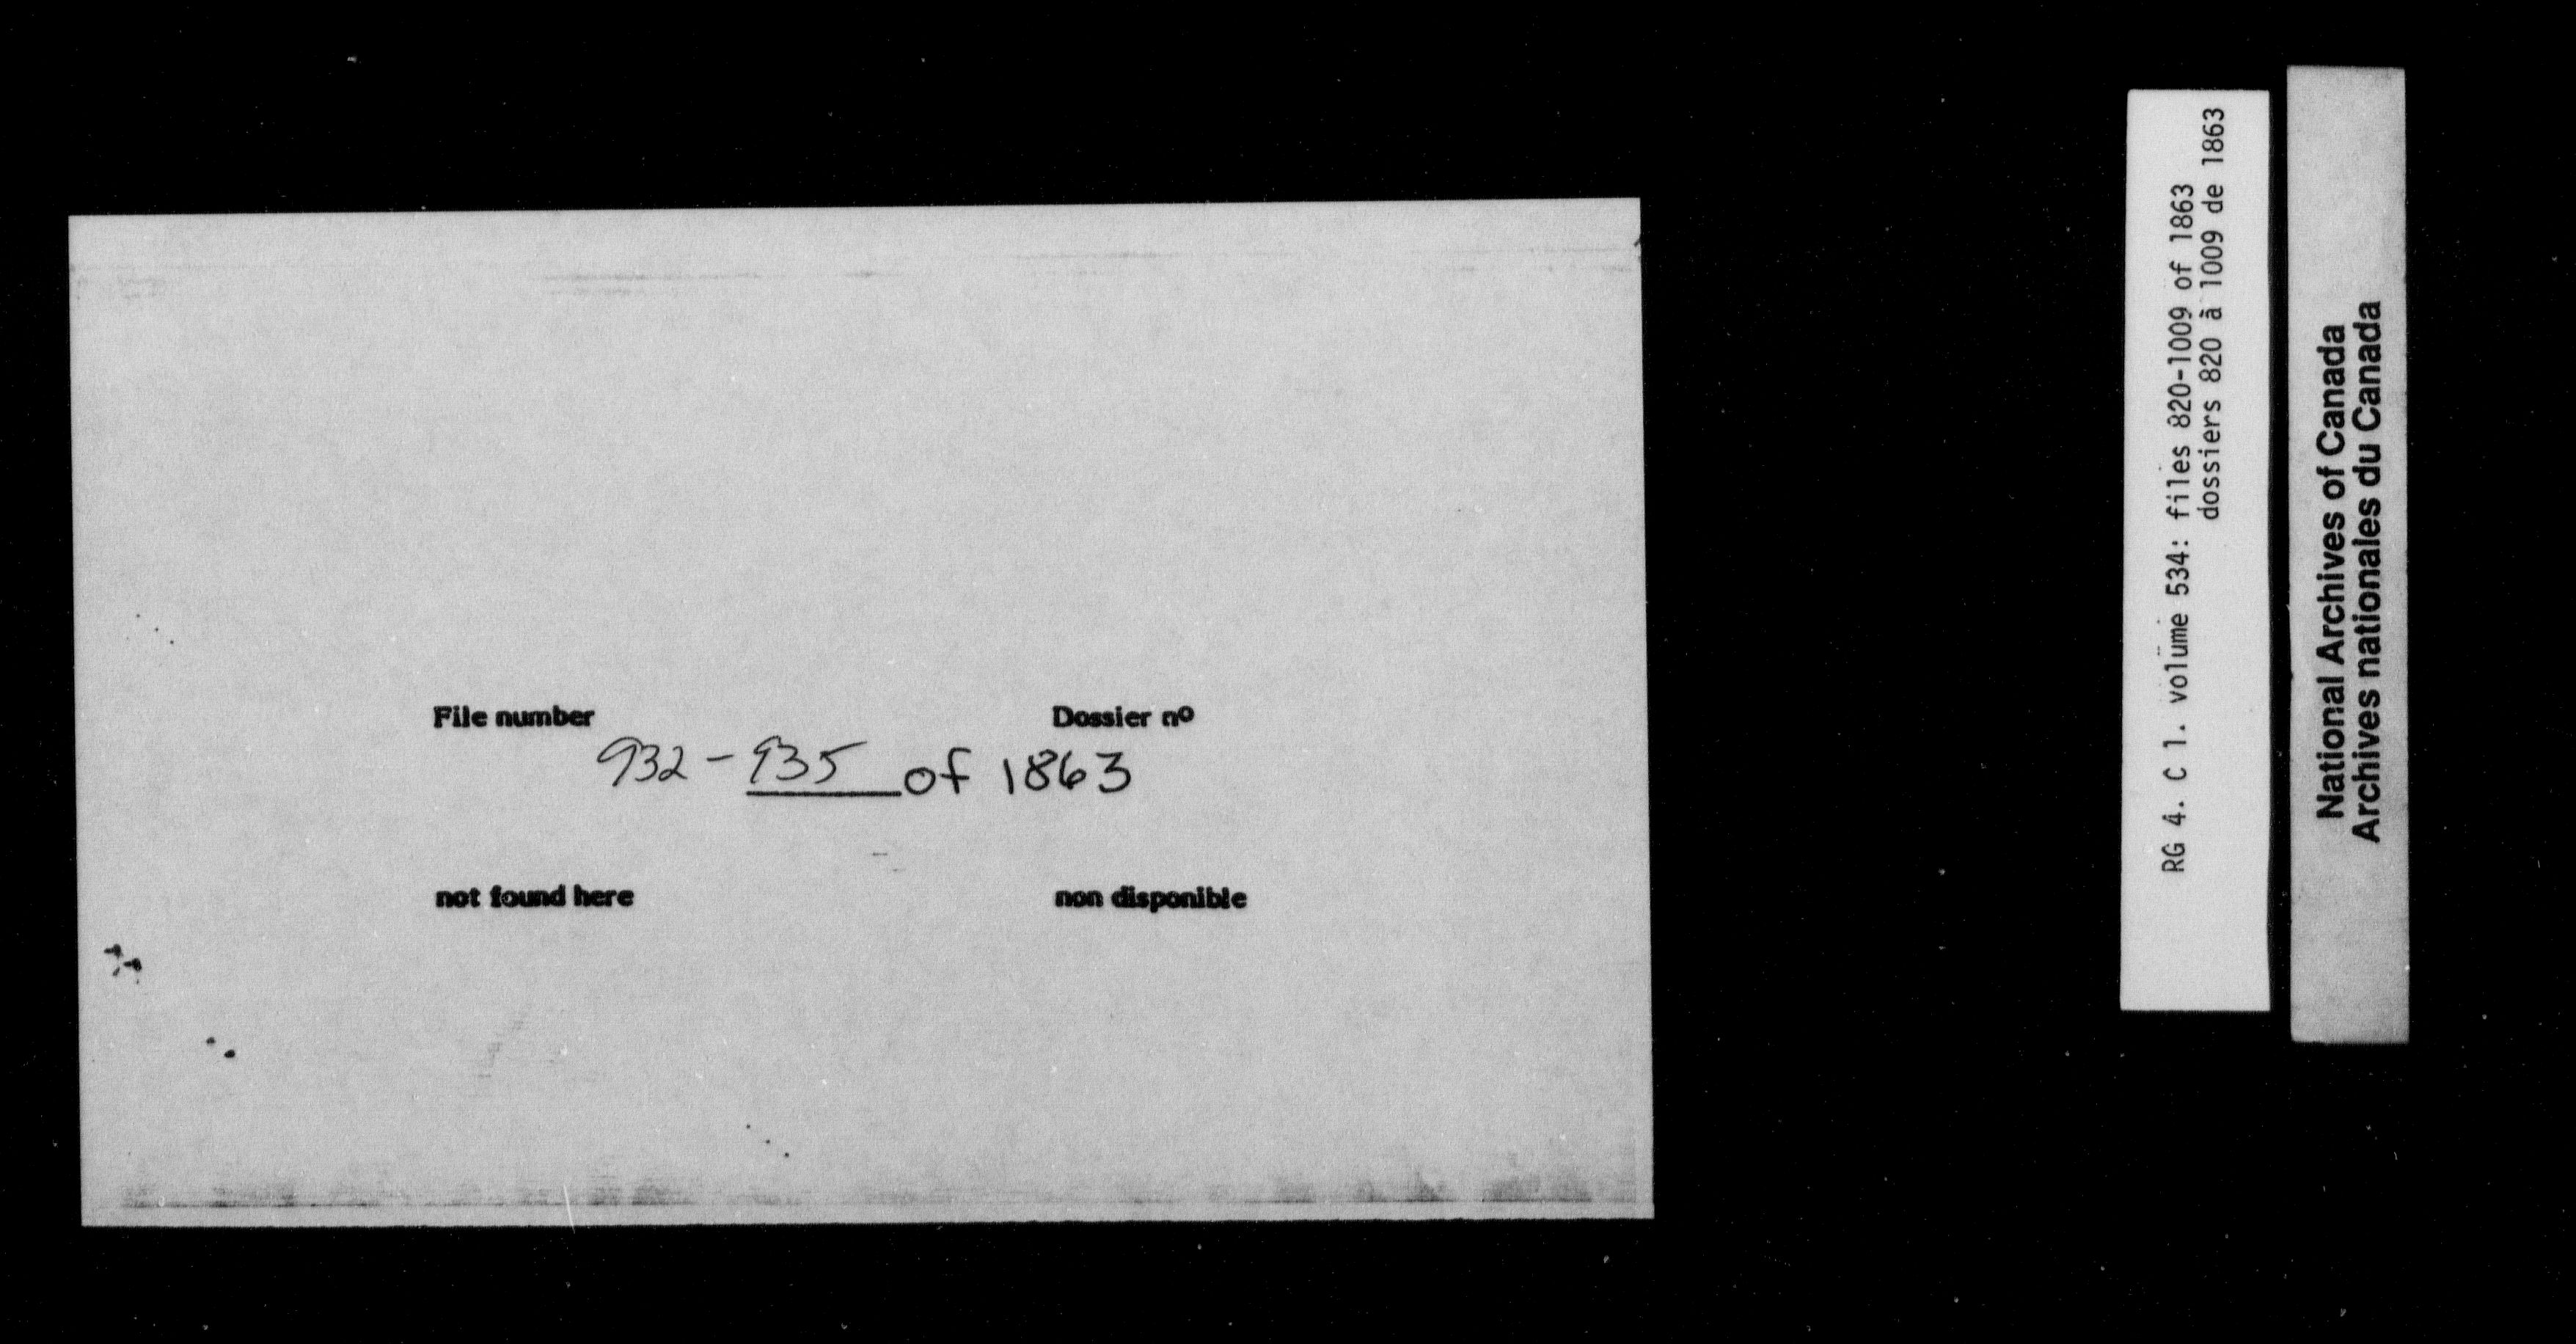 File number
Dossier nº
932 - 935 of 1863
not found here
non disponible
RG 4. C 1. volume 534: files 820-1009 of 1863
dossiers 820 à 1009 de 1863
National Archives of Canada
Archives nationales du Canada